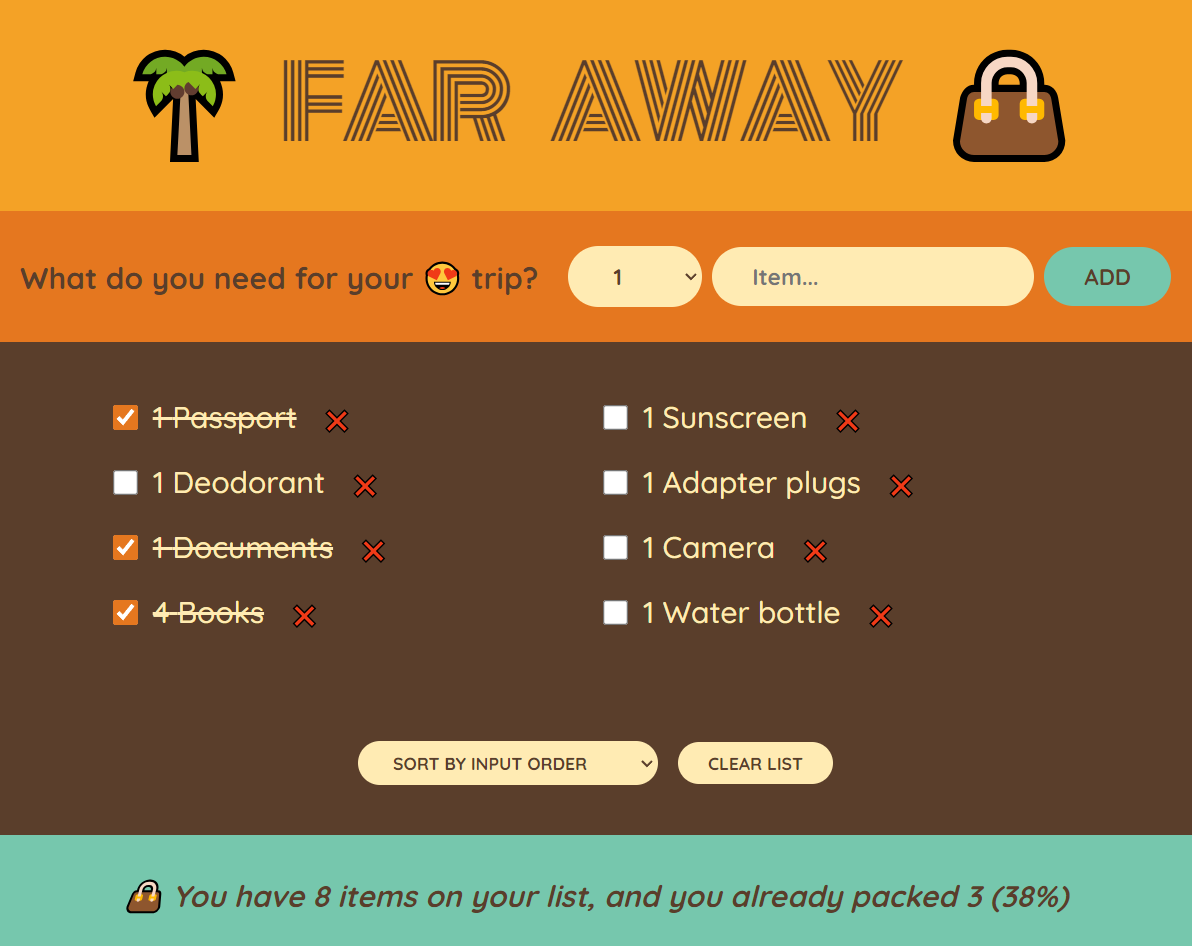 FAR AWAY
What do you need for your 😍 trip? 1 Item... ADD
1 Passport
1 Deodorant
1 Documents
4 Books
1 Sunscreen
1 Adapter plugs
1 Camera
1 Water bottle
SORT BY INPUT ORDER CLEAR LIST
You have 8 items on your list, and you already packed 3 (38%)